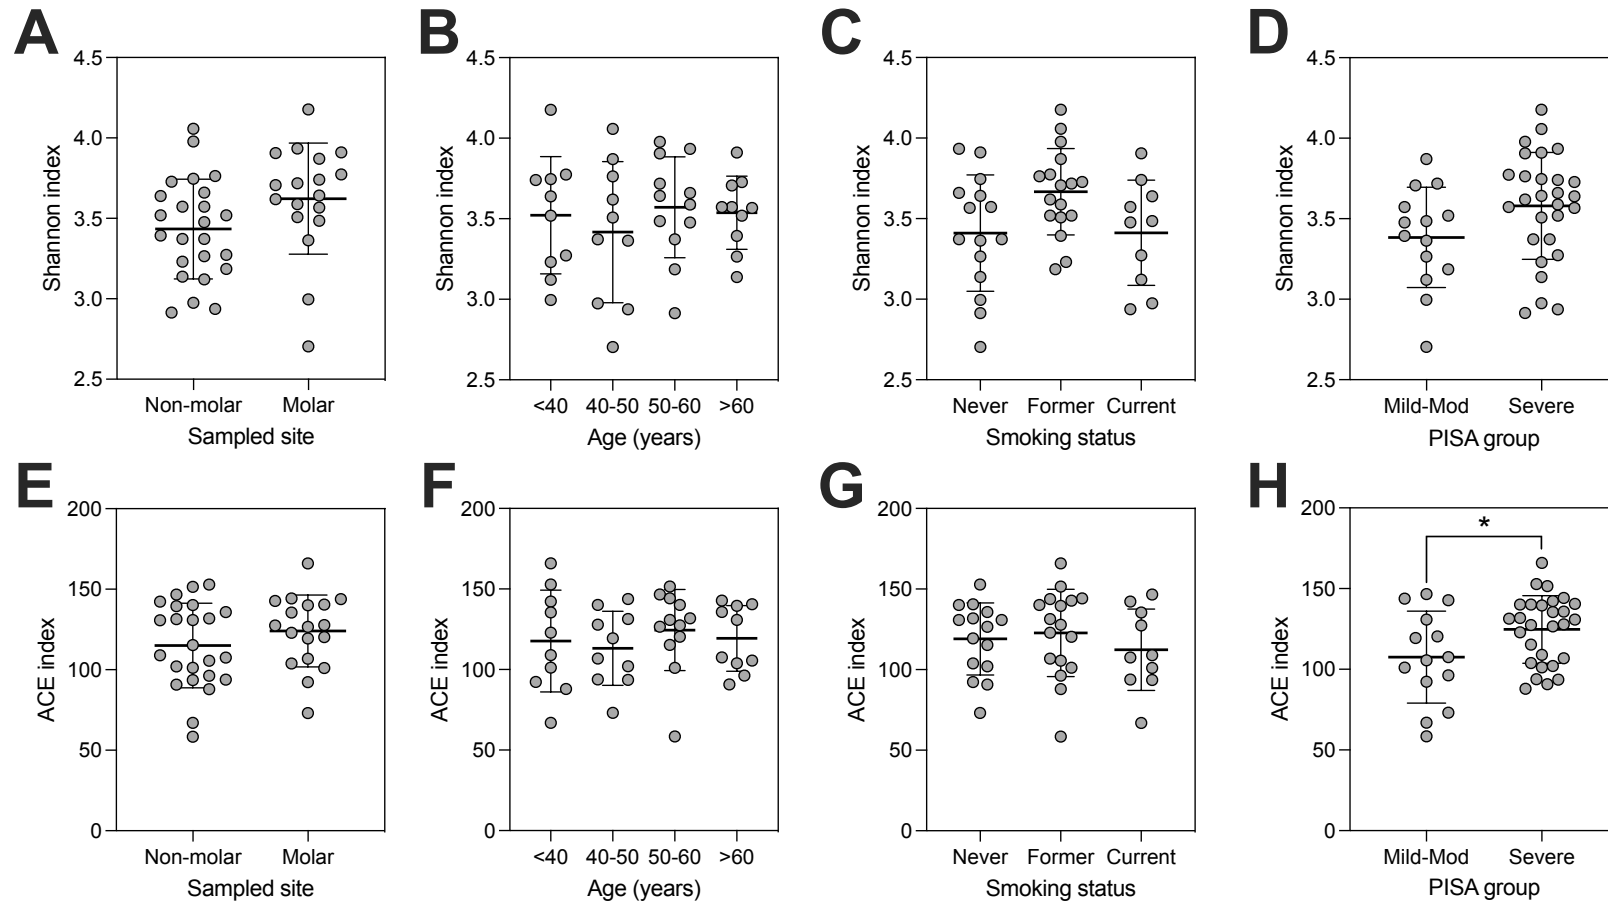 A
B
C
D
4.5
4.0
3.5
3.0
2.5
Shannon index
Non-molar Molar
Sampled site
4.5
4.0
3.5
3.0
2.5
Shannon index
<40 40-50 50-60 >60
Age (years)
4.5
4.0
3.5
3.0
2.5
Shannon index
Never Former Current
Smoking status
4.5
4.0
3.5
3.0
2.5
Shannon index
Mild-Mod Severe
PISA group
E
F
G
H
200
150
100
50
0
ACE index
Non-molar Molar
Sampled site
200
150
100
50
0
ACE index
<40 40-50 50-60 >60
Age (years)
200
150
100
50
0
ACE index
Never Former Current
Smoking status
200
150
100
50
0
ACE index
*
Mild-Mod Severe
PISA group